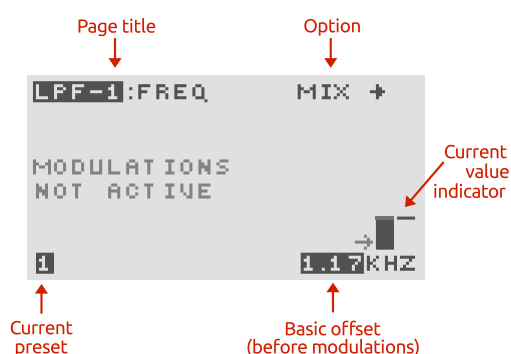 Page title
Option
LPF-1:FREQ
MIX →
MODULATIONS
NOT ACTIVE
Current
value
indicator
1
1.17KHZ
Current
preset
Basic offset
(before modulations)